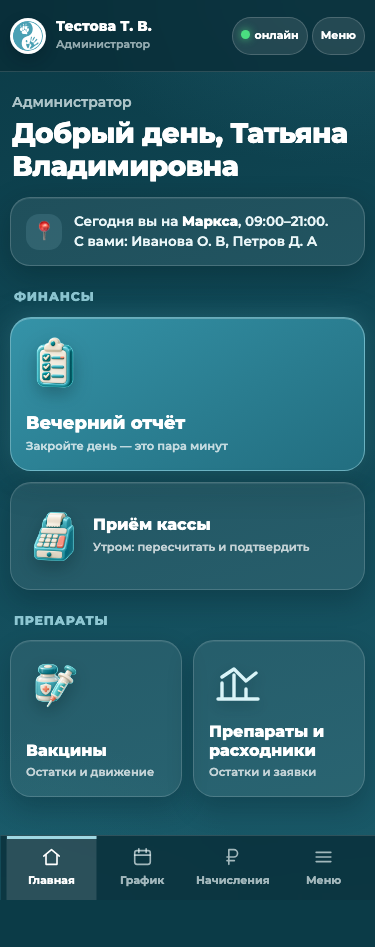 Тестова Т. В.
Администратор
онлайн
Меню
Администратор
Добрый день, Татьяна
Владимировна
Сегодня вы на Маркса, 09:00–21:00.
С вами: Иванова О. В, Петров Д. А
ФИНАНСЫ
Вечерний отчёт
Закройте день — это пара минут
Приём кассы
Утром: пересчитать и подтвердить
ПРЕПАРАТЫ
Вакцины
Остатки и движение
Препараты и
расходники
Остатки и заявки
Главная
График
Начисления
Меню